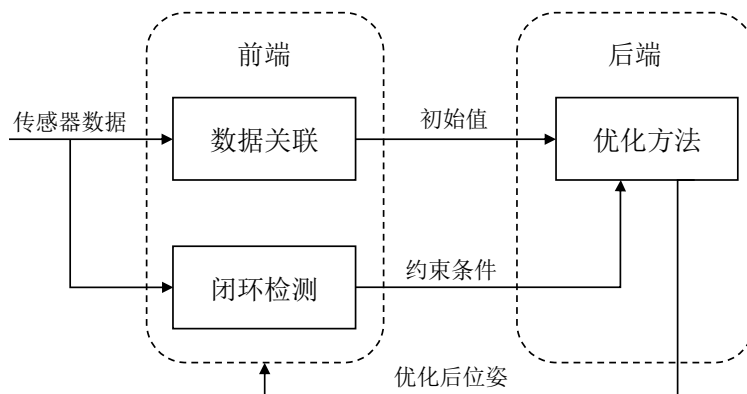 前端
后端
传感器数据
数据关联
初始值
优化方法
闭环检测
约束条件
优化后位姿